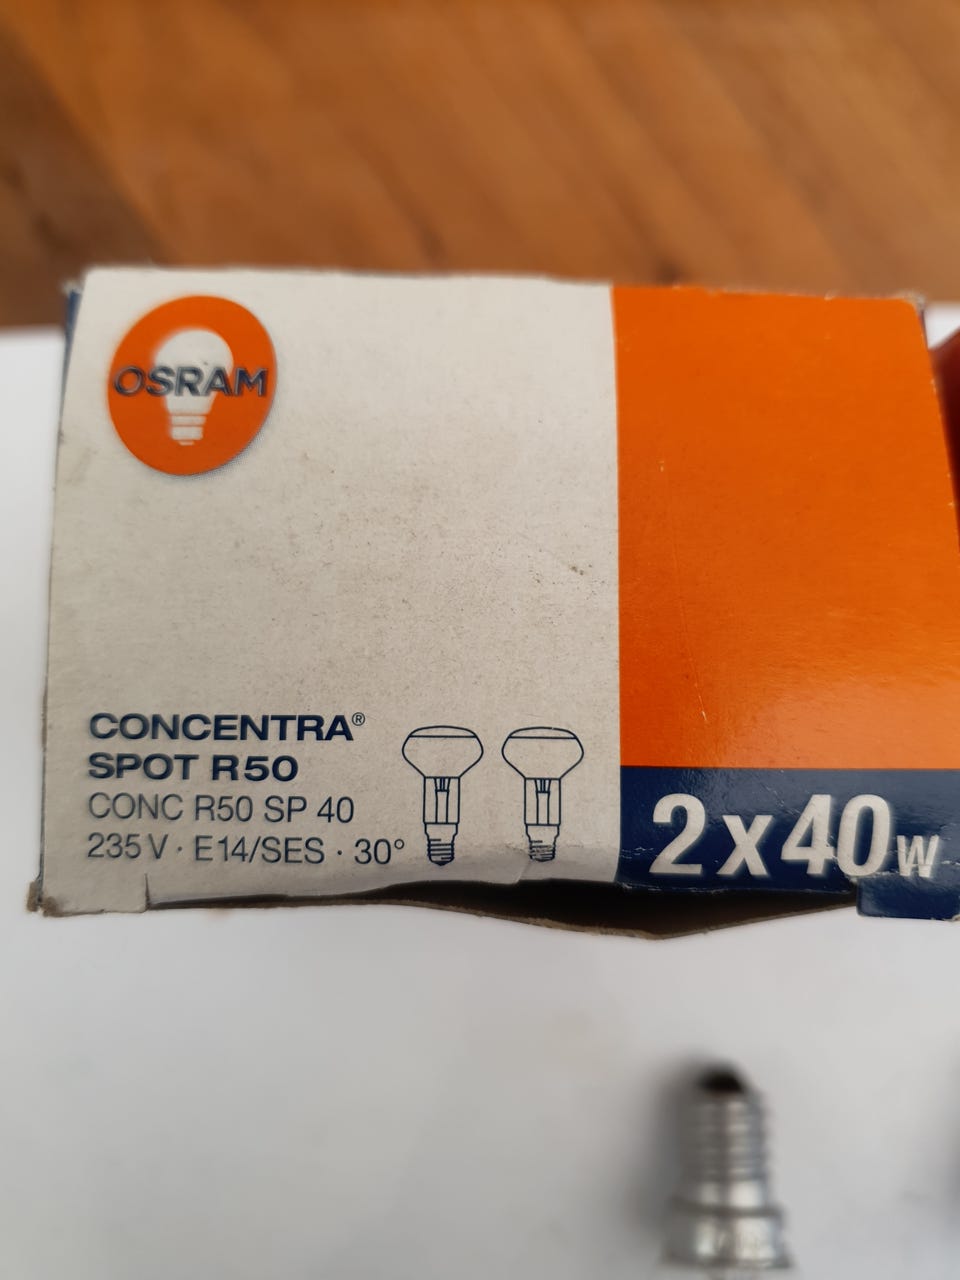 OSRAM
CONCENTRA®
SPOT R50
CONC R50 SP 40
235 V · E14/SES · 30°
2 x 40 W